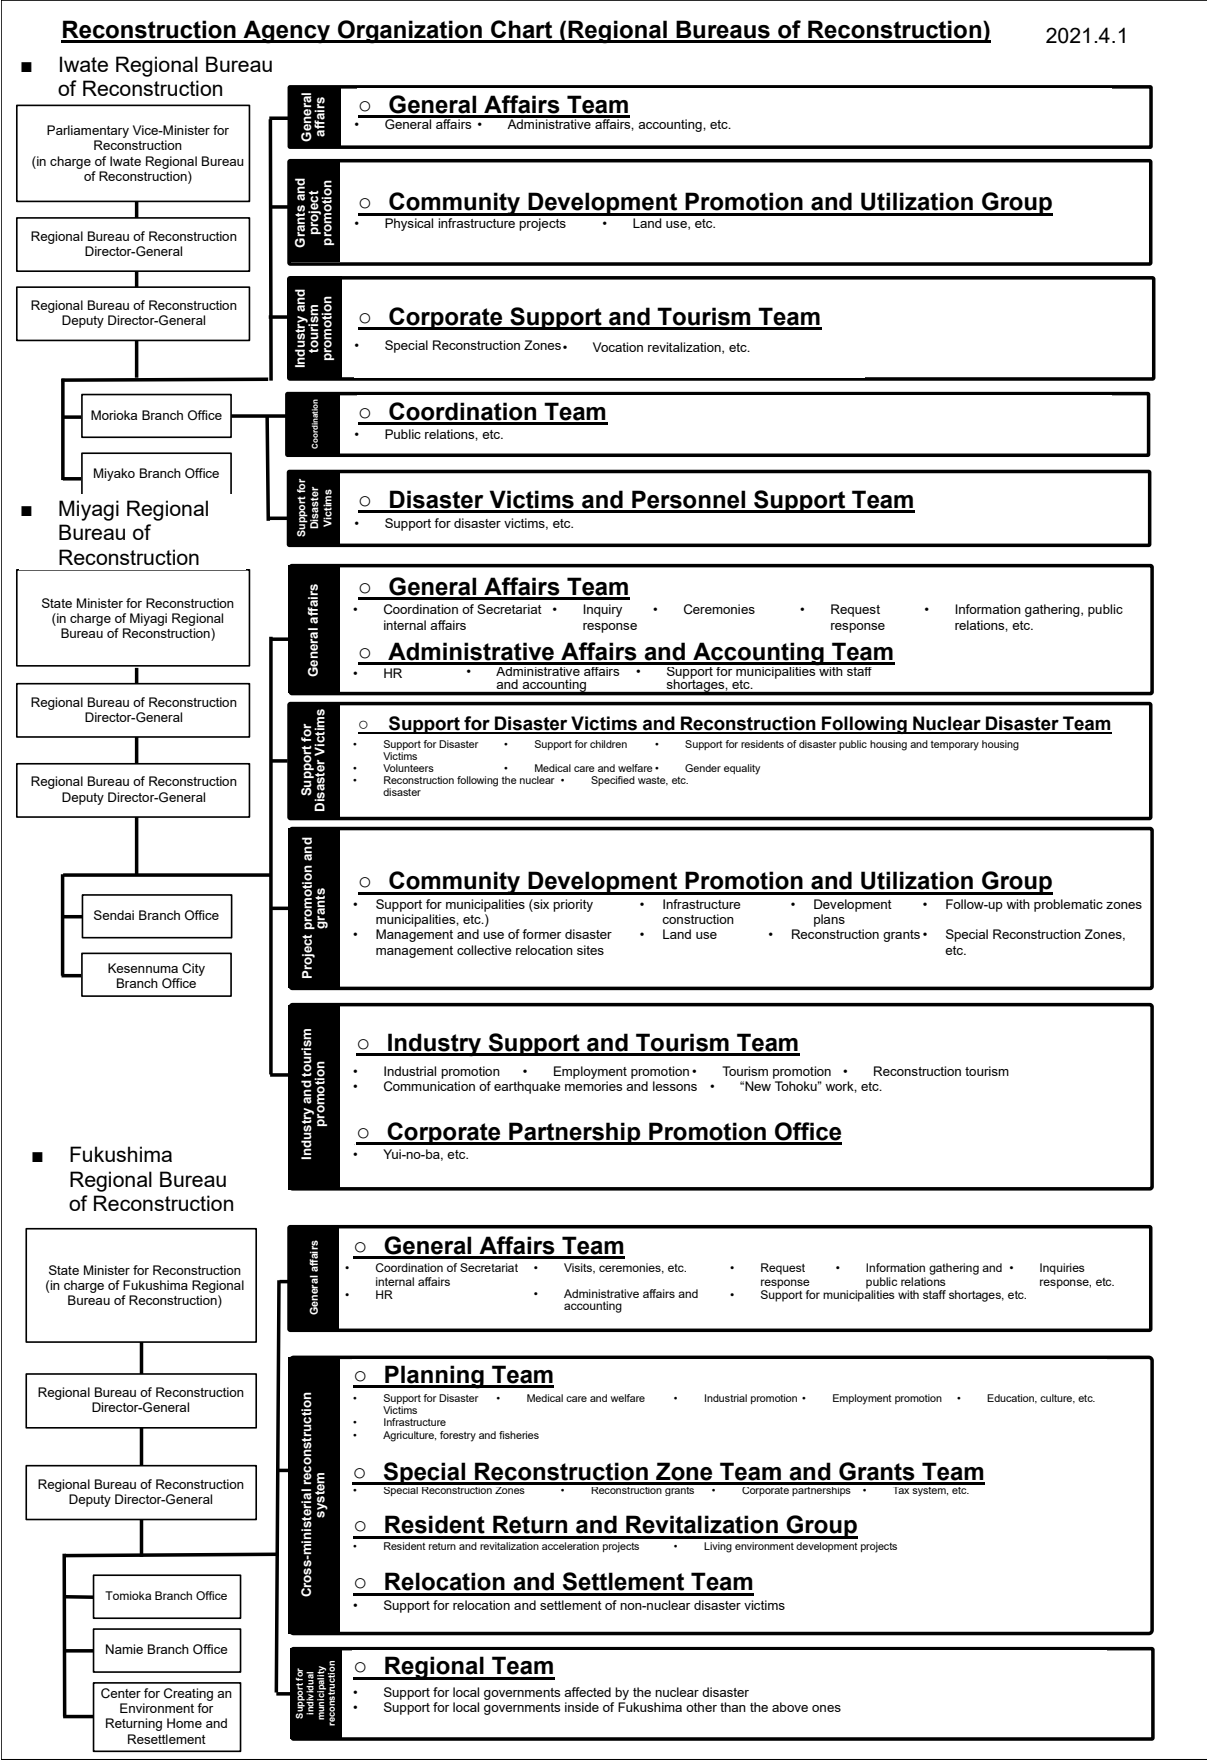 Reconstruction Agency Organization Chart (Regional Bureaus of Reconstruction)
2021.4.1
■ Iwate Regional Bureau
of Reconstruction
Parliamentary Vice-Minister for
Reconstruction
(in charge of Iwate Regional Bureau
of Reconstruction)
Regional Bureau of Reconstruction
Director-General
Regional Bureau of Reconstruction
Deputy Director-General
Morioka Branch Office
Miyako Branch Office
General
affairs
○ General Affairs Team
• General affairs • Administrative affairs, accounting, etc.
Grants and
project
promotion
○ Community Development Promotion and Utilization Group
• Physical infrastructure projects • Land use, etc.
Industry and
tourism
promotion
○ Corporate Support and Tourism Team
• Special Reconstruction Zones • Vocation revitalization, etc.
Coordination
○ Coordination Team
• Public relations, etc.
Support for
Disaster
Victims
○ Disaster Victims and Personnel Support Team
• Support for disaster victims, etc.
■ Miyagi Regional
Bureau of
Reconstruction
State Minister for Reconstruction
(in charge of Miyagi Regional
Bureau of Reconstruction)
Regional Bureau of Reconstruction
Director-General
Regional Bureau of Reconstruction
Deputy Director-General
Sendai Branch Office
Kesennuma City
Branch Office
General affairs
○ General Affairs Team
• Coordination of Secretariat • Inquiry • Ceremonies • Request • Information gathering, public
internal affairs response response relations, etc.
○ Administrative Affairs and Accounting Team
• HR • Administrative affairs • Support for municipalities with staff
and accounting shortages, etc.
Support for
Disaster Victims
○ Support for Disaster Victims and Reconstruction Following Nuclear Disaster Team
• Support for Disaster • Support for children • Support for residents of disaster public housing and temporary housing
Victims
• Volunteers • Medical care and welfare • Gender equality
• Reconstruction following the nuclear • Specified waste, etc.
disaster
Project promotion and
grants
○ Community Development Promotion and Utilization Group
• Support for municipalities (six priority • Infrastructure • Development • Follow-up with problematic zones
municipalities, etc.) construction plans
• Management and use of former disaster • Land use • Reconstruction grants • Special Reconstruction Zones,
management collective relocation sites etc.
Industry and tourism
promotion
○ Industry Support and Tourism Team
• Industrial promotion • Employment promotion • Tourism promotion • Reconstruction tourism
• Communication of earthquake memories and lessons • “New Tohoku” work, etc.
○ Corporate Partnership Promotion Office
• Yui-no-ba, etc.
■ Fukushima
Regional Bureau
of Reconstruction
State Minister for Reconstruction
(in charge of Fukushima Regional
Bureau of Reconstruction)
Regional Bureau of Reconstruction
Director-General
Regional Bureau of Reconstruction
Deputy Director-General
Tomioka Branch Office
Namie Branch Office
Center for Creating an
Environment for
Returning Home and
Resettlement
General affairs
○ General Affairs Team
• Coordination of Secretariat • Visits, ceremonies, etc. • Request • Information gathering and • Inquiries
internal affairs response public relations response, etc.
• HR • Administrative affairs and • Support for municipalities with staff shortages, etc.
accounting
Cross-ministerial reconstruction
system
○ Planning Team
• Support for Disaster • Medical care and welfare • Industrial promotion • Employment promotion • Education, culture, etc.
Victims
• Infrastructure
• Agriculture, forestry and fisheries
○ Special Reconstruction Zone Team and Grants Team
• Special Reconstruction Zones • Reconstruction grants • Corporate partnerships • Tax system, etc.
○ Resident Return and Revitalization Group
• Resident return and revitalization acceleration projects • Living environment development projects
○ Relocation and Settlement Team
• Support for relocation and settlement of non-nuclear disaster victims
Support for
individual
municipality
reconstruction
○ Regional Team
• Support for local governments affected by the nuclear disaster
• Support for local governments inside of Fukushima other than the above ones